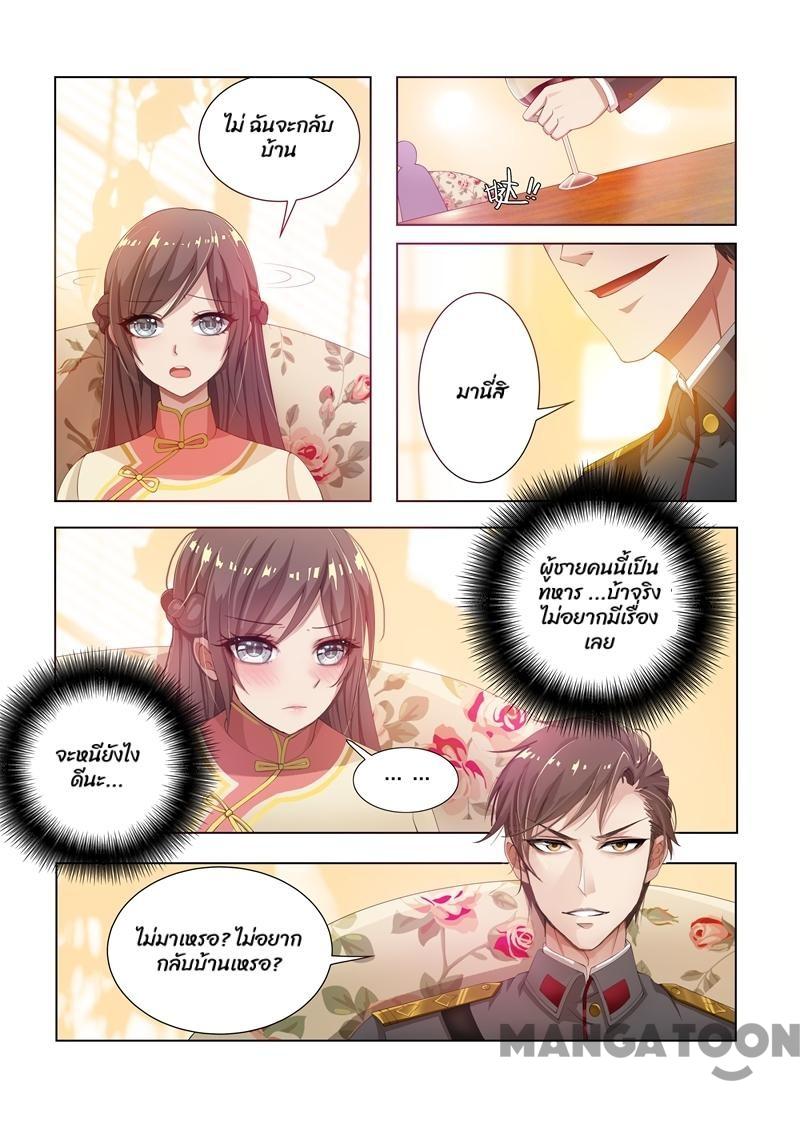 ไม่ ฉันจะกลับ
บ้าน
哒!!
มานี่สิ
ผู้ชายคนนี้เป็น
ทหาร ...บ้าจริง
ไม่อยากมีเรื่อง
เลย
จะหนียังไง
ดีนะ...
... ...
ไม่มาเหรอ? ไม่อยาก
กลับบ้านเหรอ?
MANGATOON